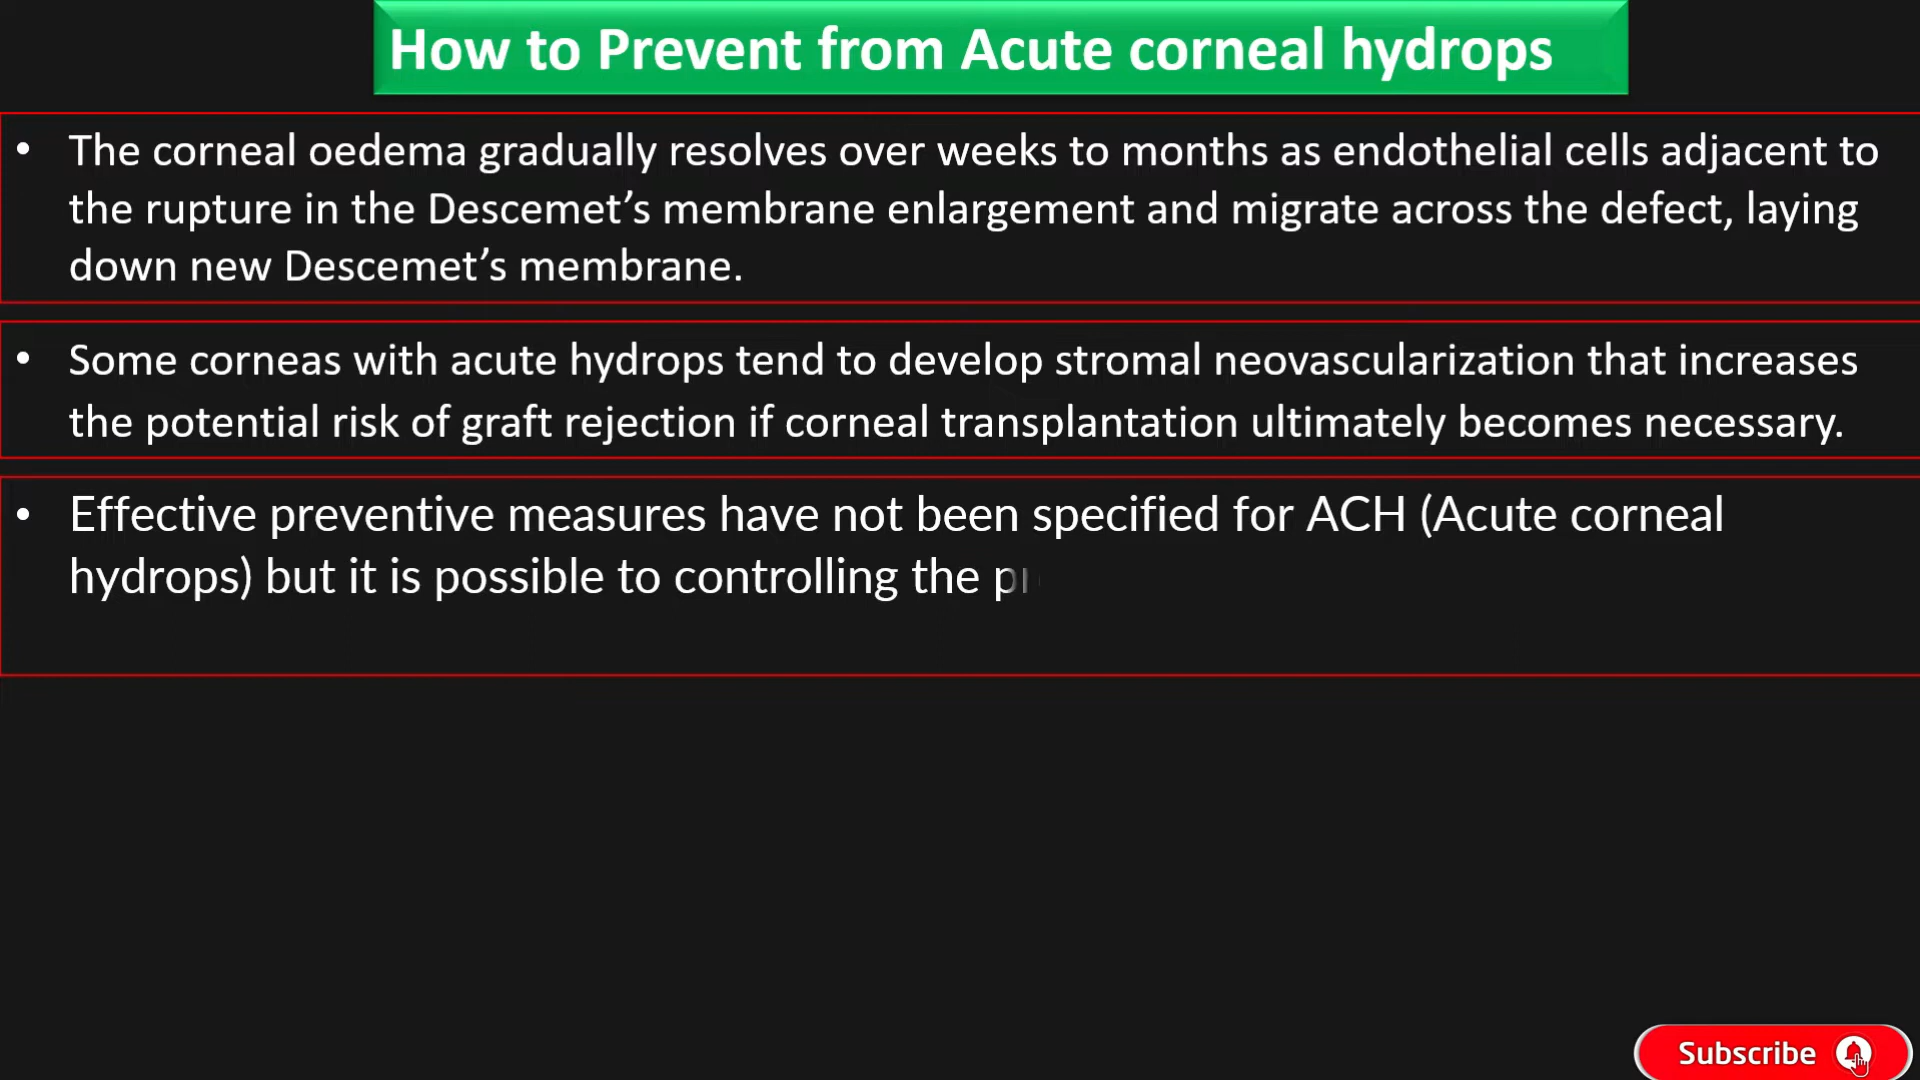 How to Prevent from Acute corneal hydrops
• The corneal oedema gradually resolves over weeks to months as endothelial cells adjacent to
the rupture in the Descemet’s membrane enlargement and migrate across the defect, laying
down new Descemet’s membrane.
• Some corneas with acute hydrops tend to develop stromal neovascularization that increases
the potential risk of graft rejection if corneal transplantation ultimately becomes necessary.
• Effective preventive measures have not been specified for ACH (Acute corneal
hydrops) but it is possible to controlling the
Subscribe